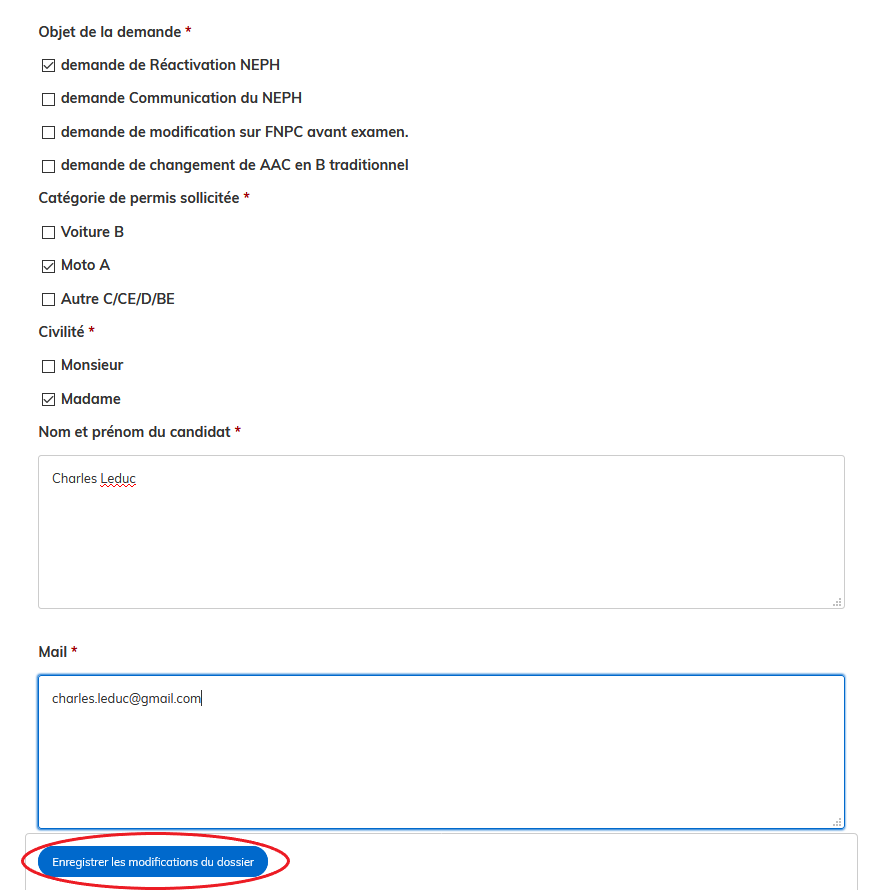 Objet de la demande *
demande de Réactivation NEPH
demande Communication du NEPH
demande de modification sur FNPC avant examen.
demande de changement de AAC en B traditionnel
Catégorie de permis sollicitée *
Voiture B
Moto A
Autre C/CE/D/BE
Civilité *
Monsieur
Madame
Nom et prénom du candidat *
Charles Leduc
Mail *
charles.leduc@gmail.com
Enregistrer les modifications du dossier